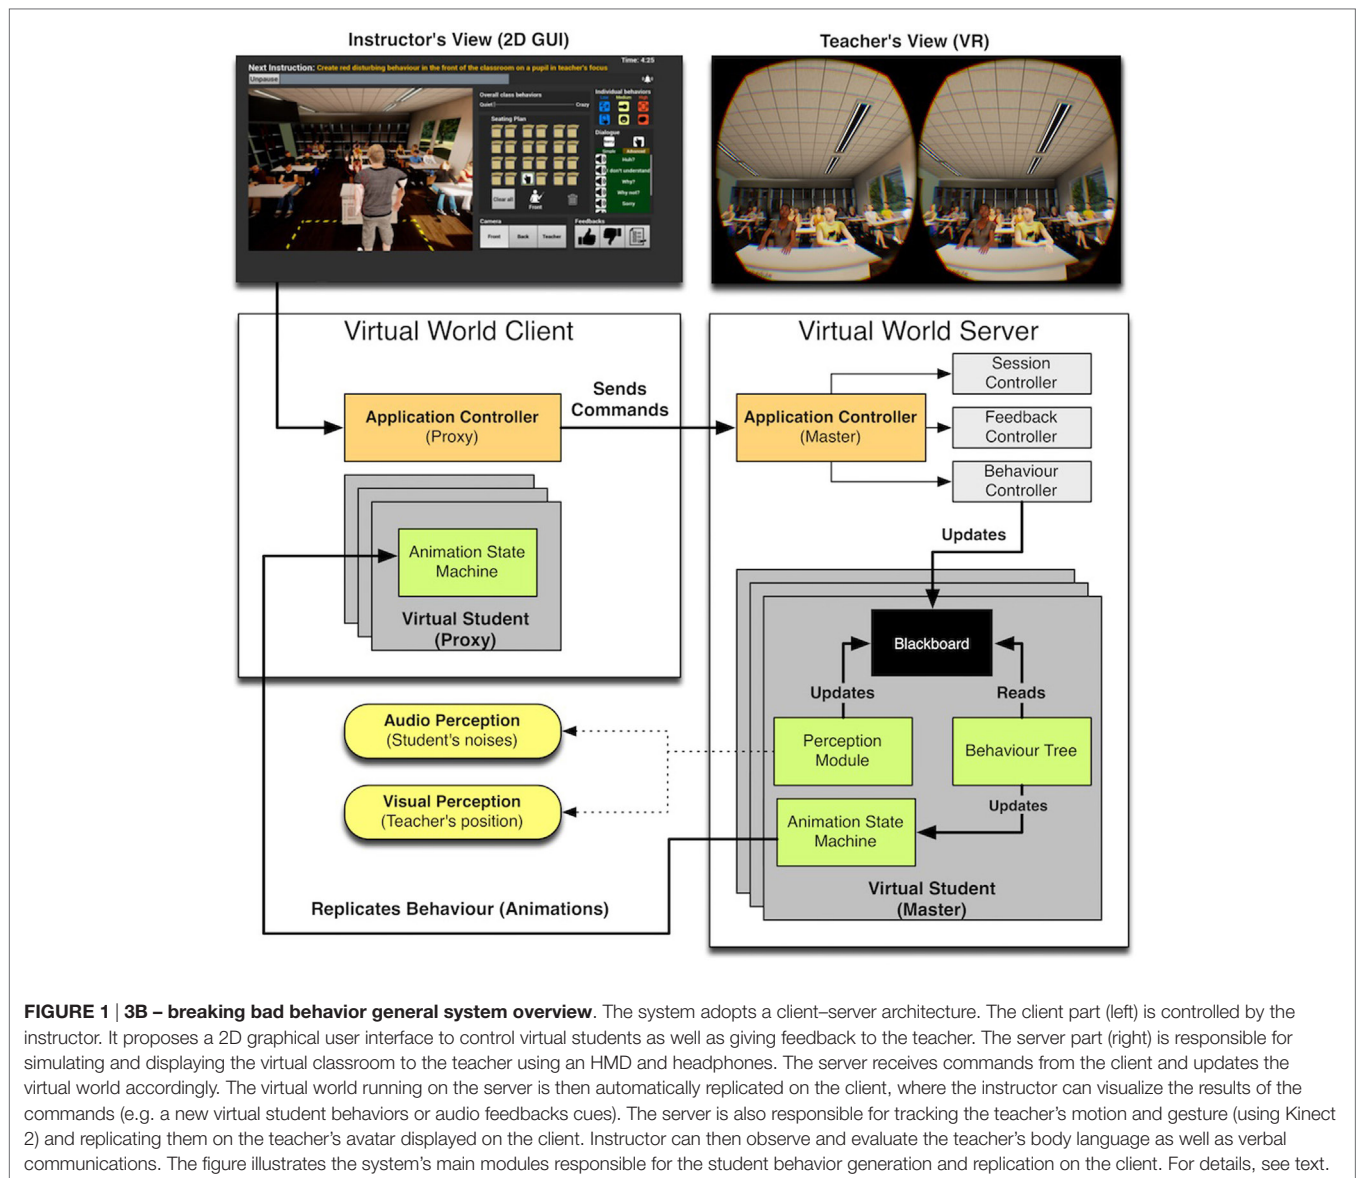 Instructor's View (2D GUI)
Teacher's View (VR)
Time: 4:25
Next Instruction: Create red disturbing behaviour in the front of the classroom on a pupil in teacher's focus
Unpause
Overall class behaviors
Quiet
Crazy
Individual behaviors
Low Medium High
Seating Plan
Dialogue
Simple Advanced
Huh?
I don't understand
Why?
Why not?
Sorry
Clear all
Front
Camera
Front Back Teacher
Feedbacks
Virtual World Client
Application Controller
(Proxy)
Sends
Commands
Animation State
Machine
Virtual Student
(Proxy)
Virtual World Server
Application Controller
(Master)
Session
Controller
Feedback
Controller
Behaviour
Controller
Updates
Blackboard
Updates
Reads
Perception
Module
Behaviour Tree
Updates
Animation State
Machine
Virtual Student
(Master)
Audio Perception
(Student's noises)
Visual Perception
(Teacher's position)
Replicates Behaviour (Animations)
FIGURE 1 | 3B – breaking bad behavior general system overview. The system adopts a client–server architecture. The client part (left) is controlled by the
instructor. It proposes a 2D graphical user interface to control virtual students as well as giving feedback to the teacher. The server part (right) is responsible for
simulating and displaying the virtual classroom to the teacher using an HMD and headphones. The server receives commands from the client and updates the
virtual world accordingly. The virtual world running on the server is then automatically replicated on the client, where the instructor can visualize the results of the
commands (e.g. a new virtual student behaviors or audio feedbacks cues). The server is also responsible for tracking the teacher's motion and gesture (using Kinect
2) and replicating them on the teacher's avatar displayed on the client. Instructor can then observe and evaluate the teacher's body language as well as verbal
communications. The figure illustrates the system's main modules responsible for the student behavior generation and replication on the client. For details, see text.